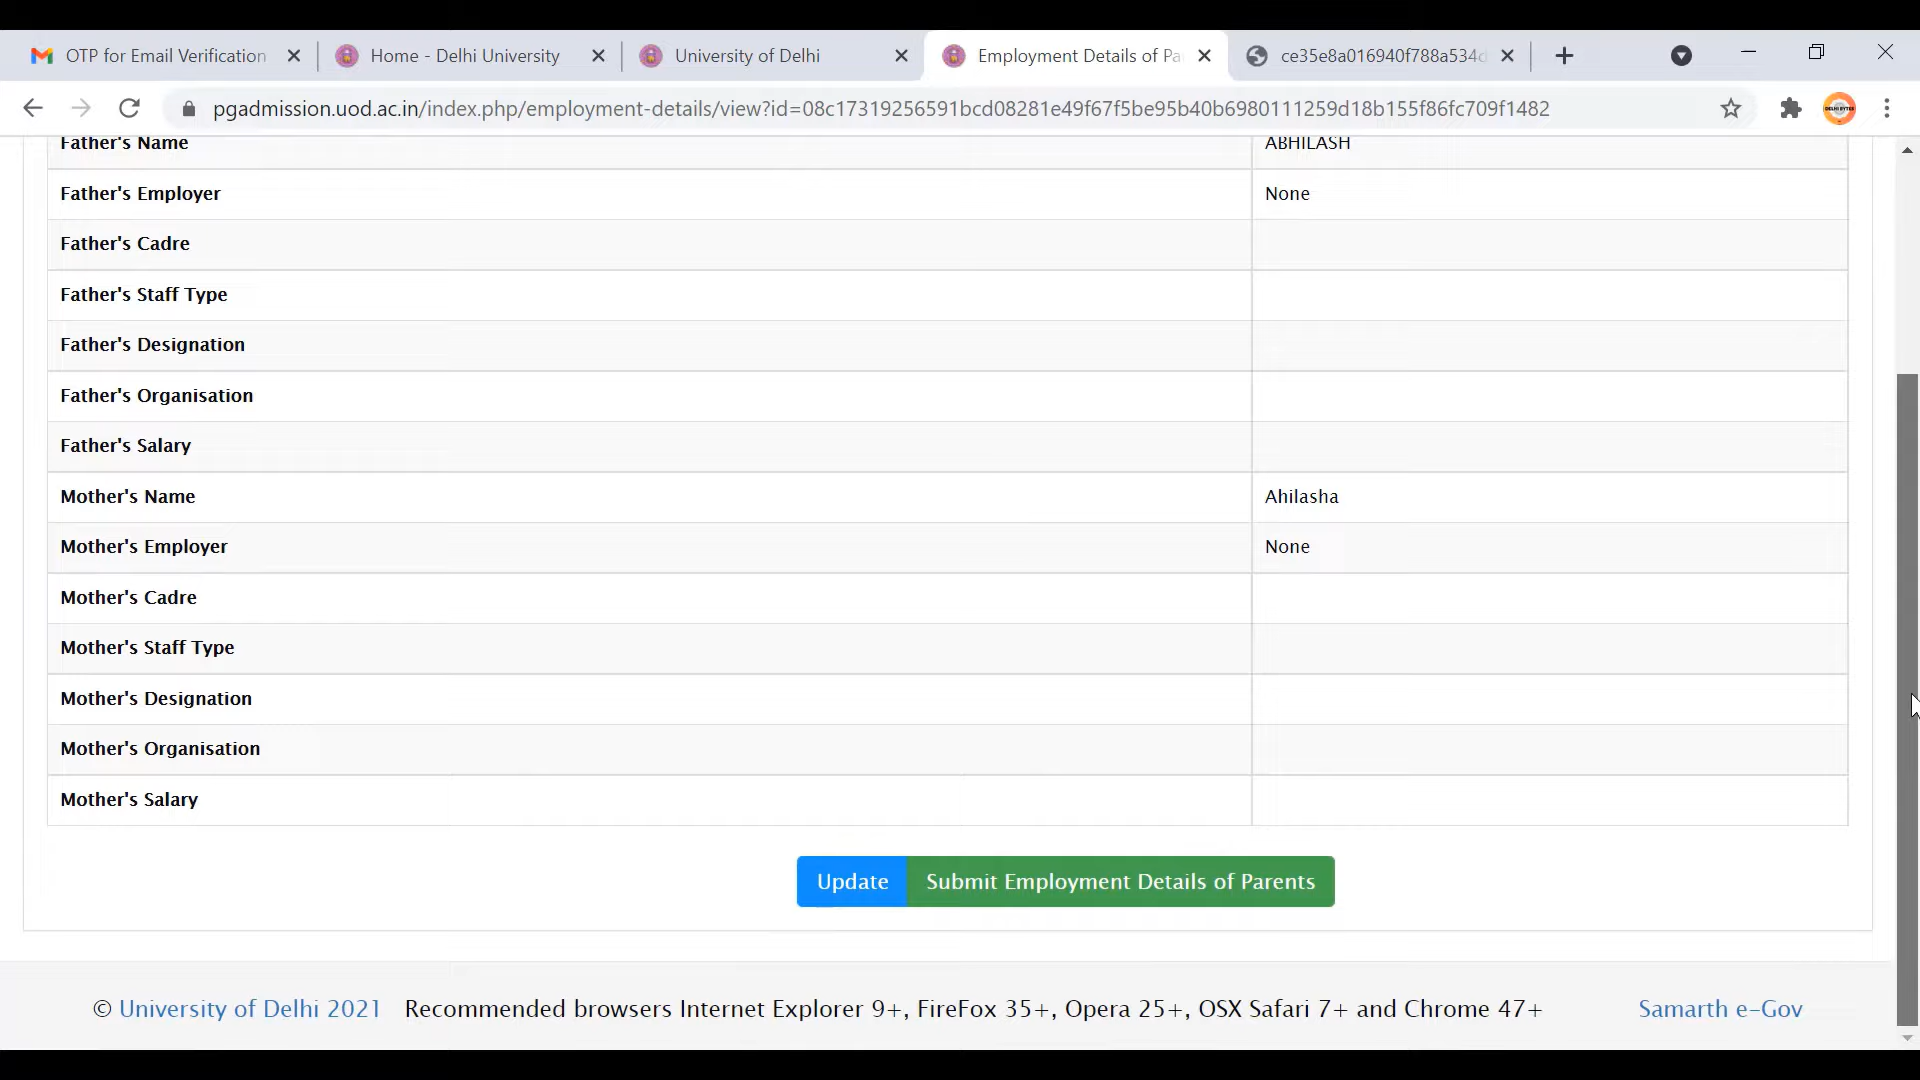 OTP for Email Verification
Home - Delhi University
University of Delhi
Employment Details of Pa
ce35e8a016940f788a534d
pgadmission.uod.ac.in/index.php/employment-details/view?id=08c17319256591bcd08281e49f67f5be95b40b6980111259d18b155f86fc709f1482
Father's Name ABHILASH
Father's Employer None
Father's Cadre
Father's Staff Type
Father's Designation
Father's Organisation
Father's Salary
Mother's Name Ahilasha
Mother's Employer None
Mother's Cadre
Mother's Staff Type
Mother's Designation
Mother's Organisation
Mother's Salary
Update Submit Employment Details of Parents
© University of Delhi 2021 Recommended browsers Internet Explorer 9+, FireFox 35+, Opera 25+, OSX Safari 7+ and Chrome 47+ Samarth e-Gov